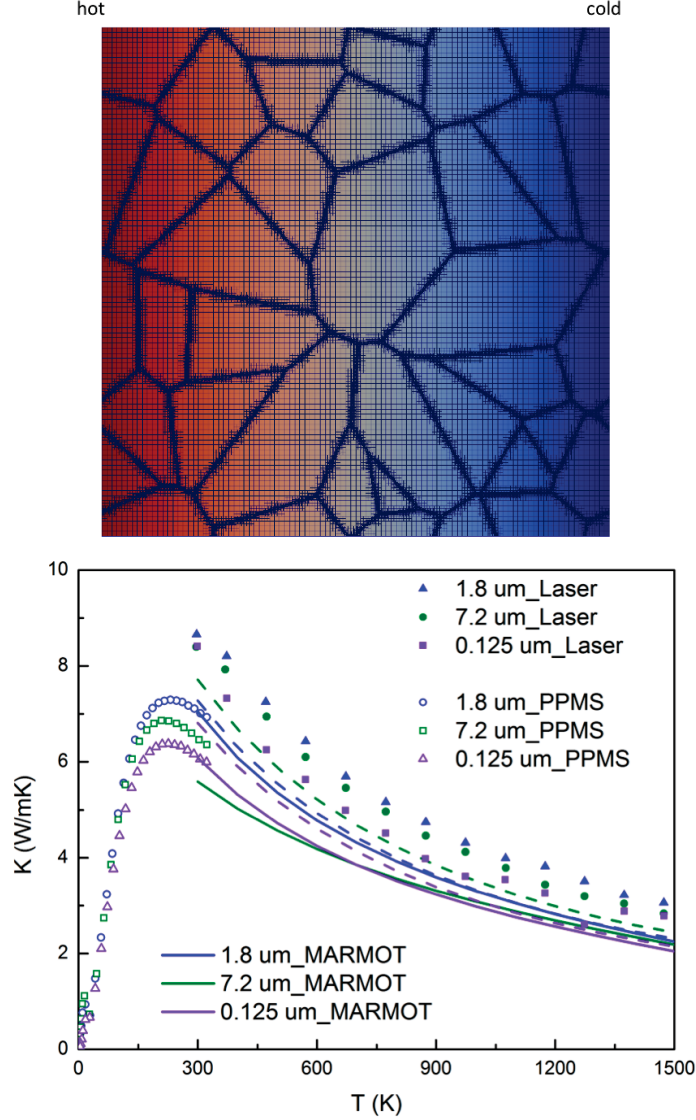 hot cold
10
8
6
4
2
0
K (W/mK)
1.8 um_Laser
7.2 um_Laser
0.125 um_Laser
1.8 um_PPMS
7.2 um_PPMS
0.125 um_PPMS
1.8 um_MARMOT
7.2 um_MARMOT
0.125 um_MARMOT
0 300 600 900 1200 1500
T (K)